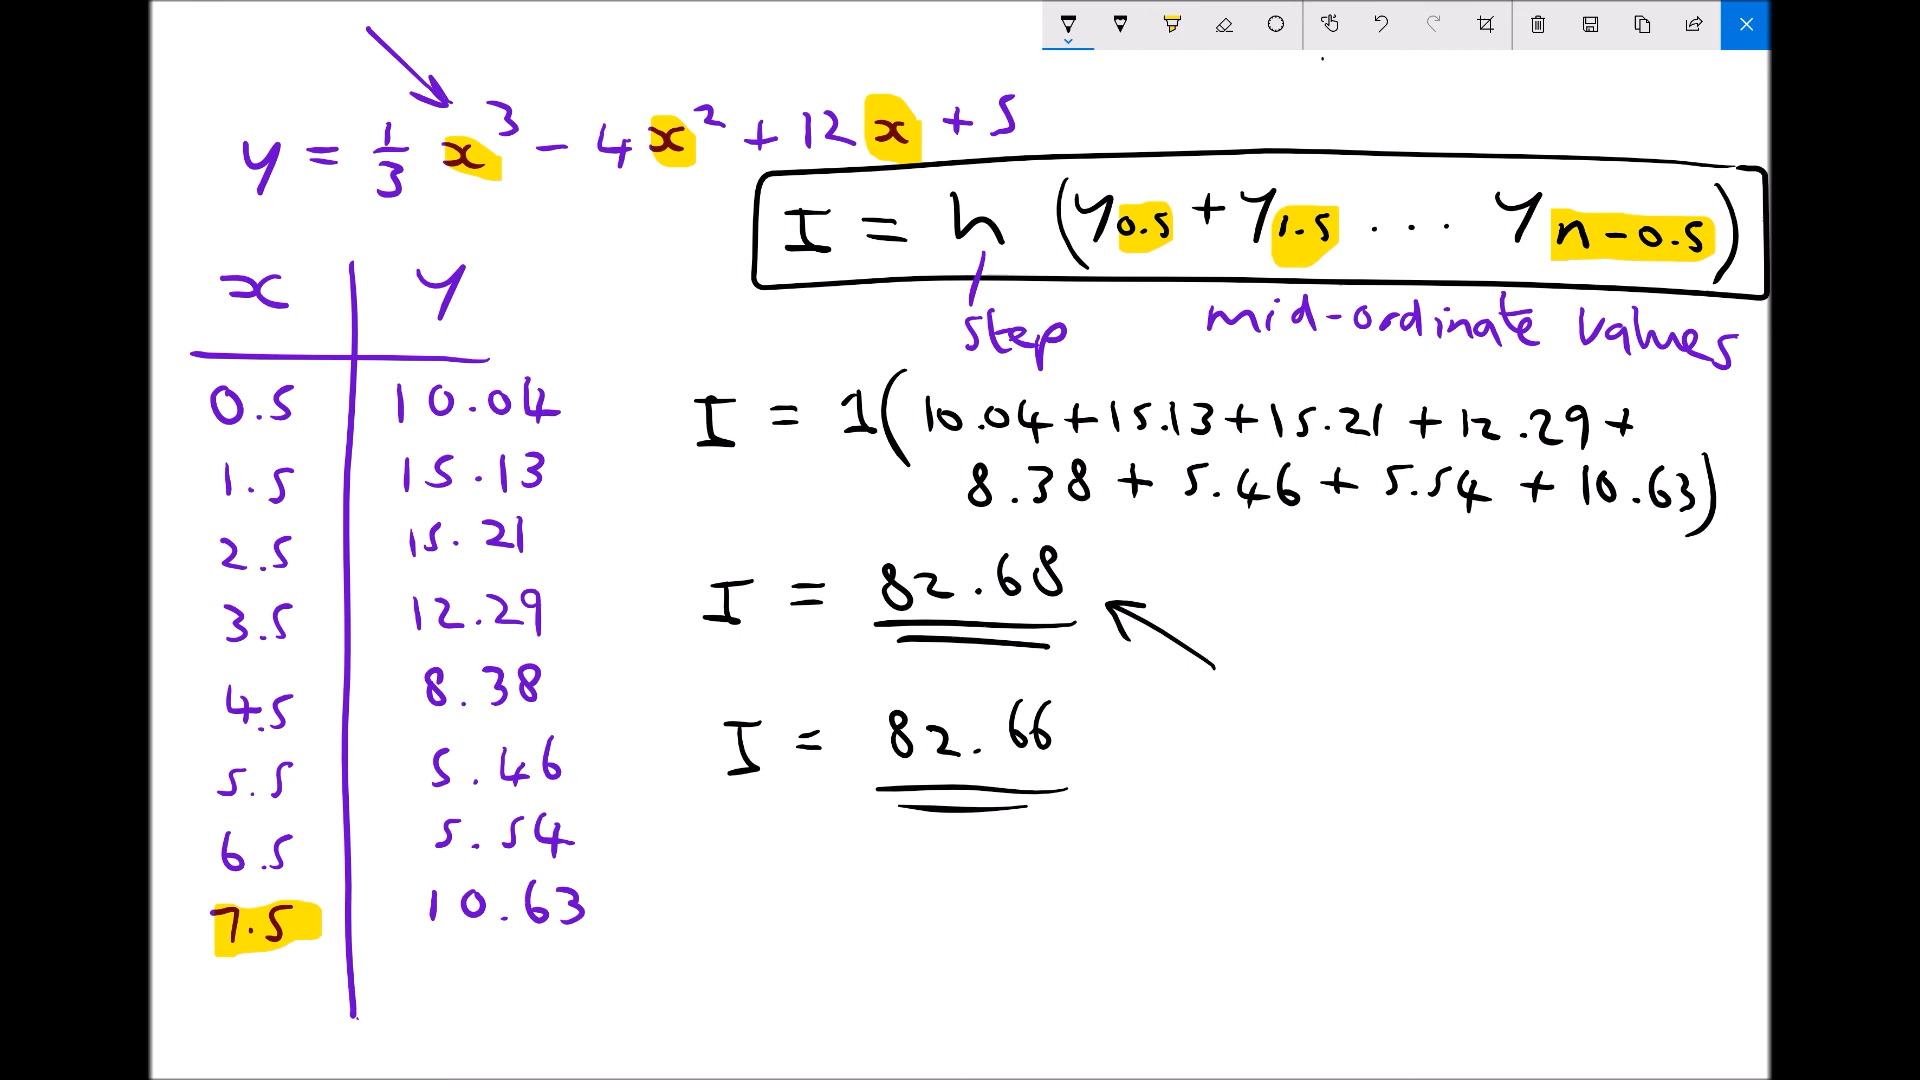 y = 1/3 x³ - 4x² + 12x + 5
I = h (y0.5 + y1.5 ... yn-0.5)
step
mid-ordinate values
x y
0.5 10.04
1.5 15.13
2.5 15.21
3.5 12.29
4.5 8.38
5.5 5.46
6.5 5.54
7.5 10.63
I = 1(10.04+15.13+15.21+12.29+
8.38+5.46+5.54+10.63)
I = 82.68
I = 82.66